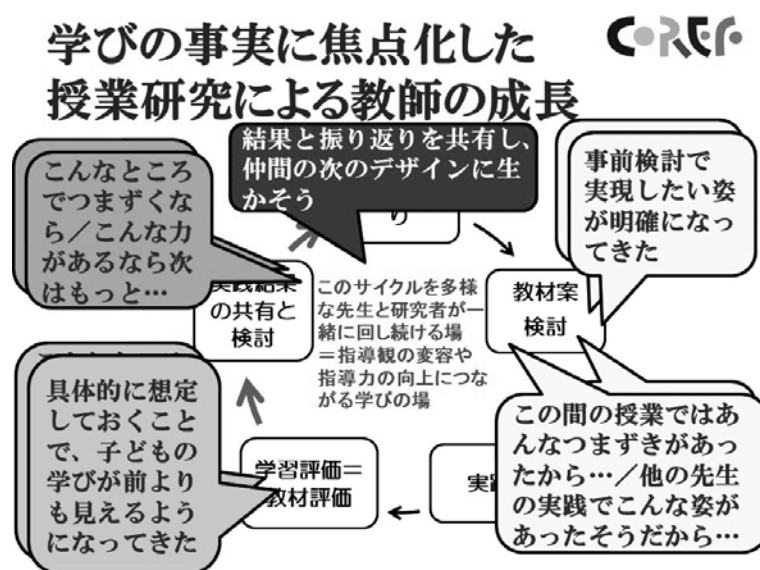 学びの事実に焦点化した
授業研究による教師の成長
CoREF
結果と振り返りを共有し、
仲間の次のデザインに生
かそう
こんなところ
でつまずくな
ら／こんな力
があるなら次
はもっと…
事前検討で
実現したい姿
が明確になっ
てきた
り
実践結果
の共有と
検討
このサイクルを多様
な先生と研究者が一
緒に回し続ける場
＝指導観の変容や
指導力の向上につな
がる学びの場
教材案
検討
具体的に想定
しておくこと
で、子どもの
学びが前より
も見えるよう
になってきた
学習評価＝
教材評価
実
この間の授業ではあ
んなつまずきがあっ
たから…／他の先生
の実践でこんな姿が
あったそうだから…